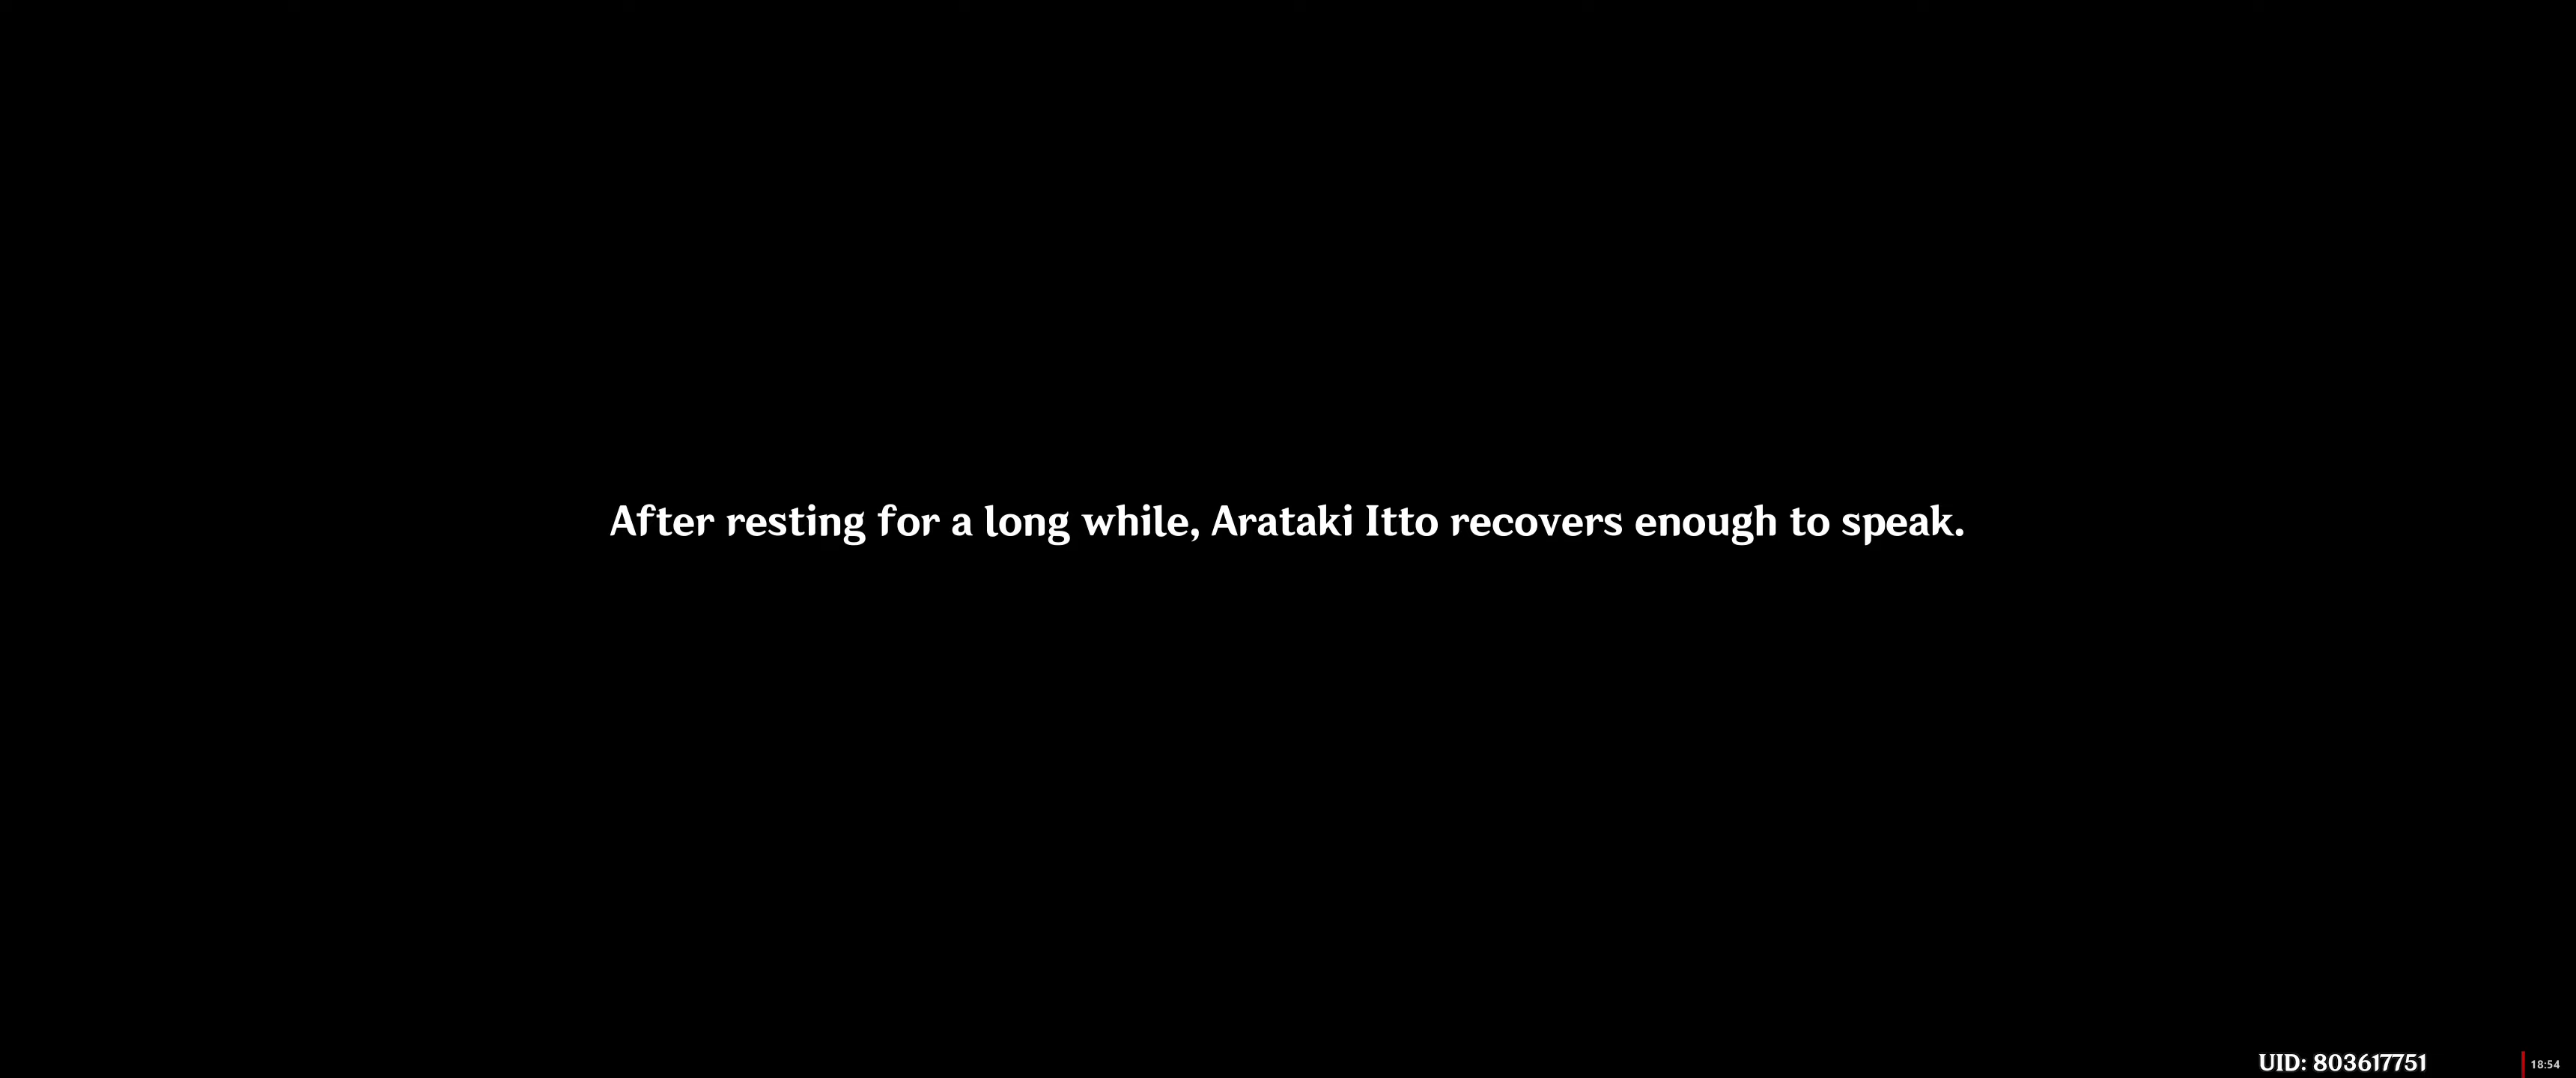 After resting for a long while, Arataki Itto recovers enough to speak.
UID: 803617751
18:54